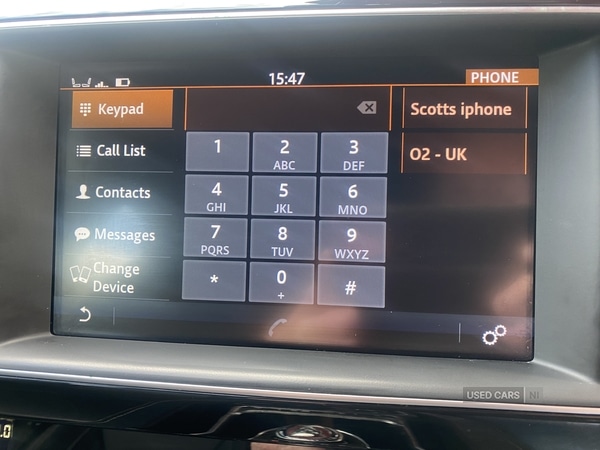 15:47
PHONE
Keypad
Scotts iphone
Call List
O2 - UK
Contacts
Messages
Change
Device
1
2
ABC
3
DEF
4
GHI
5
JKL
6
MNO
7
PQRS
8
TUV
9
WXYZ
*
0
+
#
USED CARS NI
.0